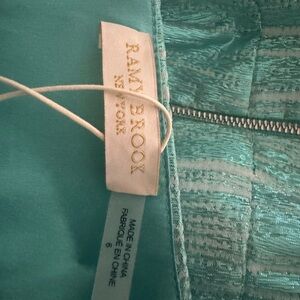 RAMY BROOK
NEW YORK
MADE IN CHINA
FABRIQUÉ EN CHINE
6